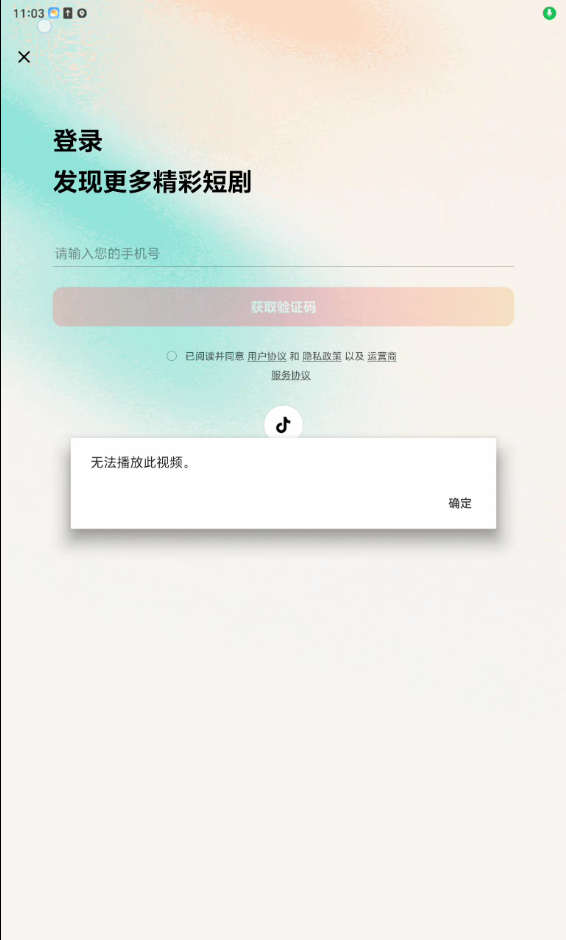 11:03
登录
发现更多精彩短剧
请输入您的手机号
获取验证码
已阅读并同意 用户协议 和 隐私政策 以及 运营商
服务协议
无法播放此视频。
确定